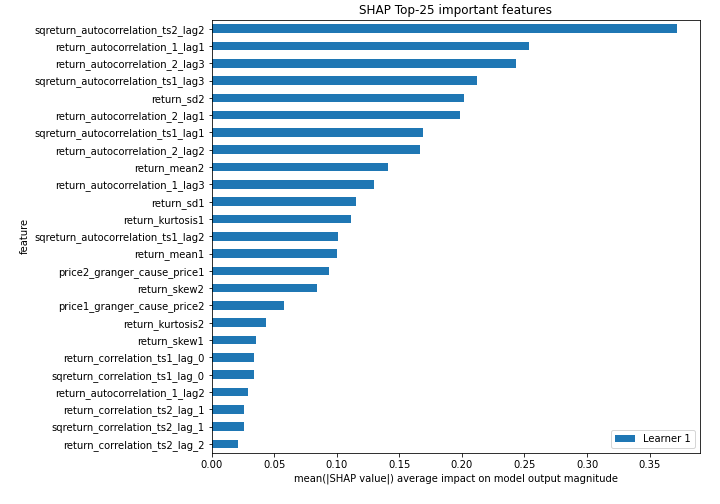 SHAP Top-25 important features
sqreturn_autocorrelation_ts2_lag2
return_autocorrelation_1_lag1
return_autocorrelation_2_lag3
sqreturn_autocorrelation_ts1_lag3
return_sd2
return_autocorrelation_2_lag1
sqreturn_autocorrelation_ts1_lag1
return_autocorrelation_2_lag2
return_mean2
return_autocorrelation_1_lag3
return_sd1
return_kurtosis1
sqreturn_autocorrelation_ts1_lag2
return_mean1
price2_granger_cause_price1
return_skew2
price1_granger_cause_price2
return_kurtosis2
return_skew1
return_correlation_ts1_lag_0
sqreturn_correlation_ts1_lag_0
return_autocorrelation_1_lag2
return_correlation_ts2_lag_1
sqreturn_correlation_ts2_lag_1
return_correlation_ts2_lag_2
feature
Learner 1
0.00 0.05 0.10 0.15 0.20 0.25 0.30 0.35
mean(|SHAP value|) average impact on model output magnitude